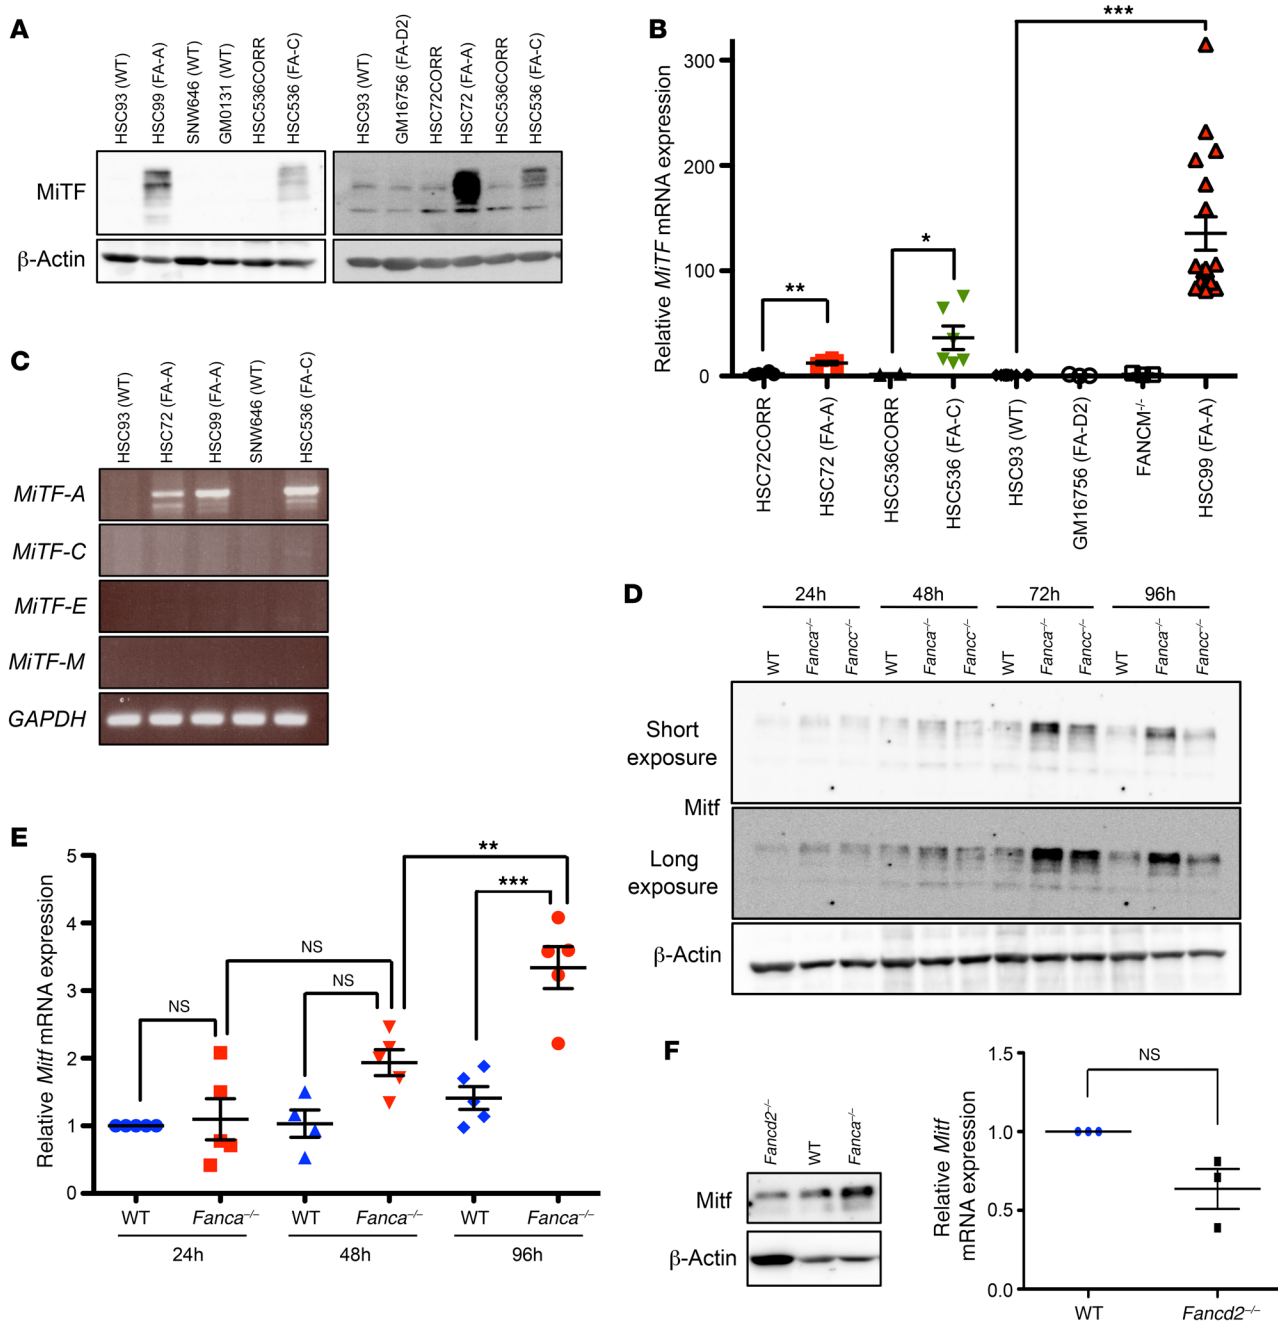 A
HSC93 (WT)
HSC99 (FA-A)
SNW646 (WT)
GM0131 (WT)
HSC536CORR
HSC536 (FA-C)
HSC93 (WT)
GM16756 (FA-D2)
HSC72CORR
HSC72 (FA-A)
HSC536CORR
HSC536 (FA-C)
MiTF
β-Actin
B
Relative MiTF mRNA expression
300
200
100
0
**
*
***
HSC72CORR
HSC72 (FA-A)
HSC536CORR
HSC536 (FA-C)
HSC93 (WT)
GM16756 (FA-D2)
FANCM-/-
HSC99 (FA-A)
C
HSC93 (WT)
HSC72 (FA-A)
HSC99 (FA-A)
SNW646 (WT)
HSC536 (FA-C)
MiTF-A
MiTF-C
MiTF-E
MiTF-M
GAPDH
D
24h 48h 72h 96h
WT
Fanca–/–
Fancc–/–
WT
Fanca–/–
Fancc–/–
WT
Fanca–/–
Fancc–/–
WT
Fanca–/–
Fancc–/–
Short
exposure
Mitf
Long
exposure
β-Actin
E
Relative Mitf mRNA expression
5
4
3
2
1
0
NS
NS
NS
***
**
WT Fanca–/– WT Fanca–/– WT Fanca–/–
24h 48h 96h
F
Fancd2–/–
WT
Fanca–/–
Mitf
β-Actin
Relative Mitf
mRNA expression
1.5
1.0
0.5
0.0
NS
WT Fancd2–/–